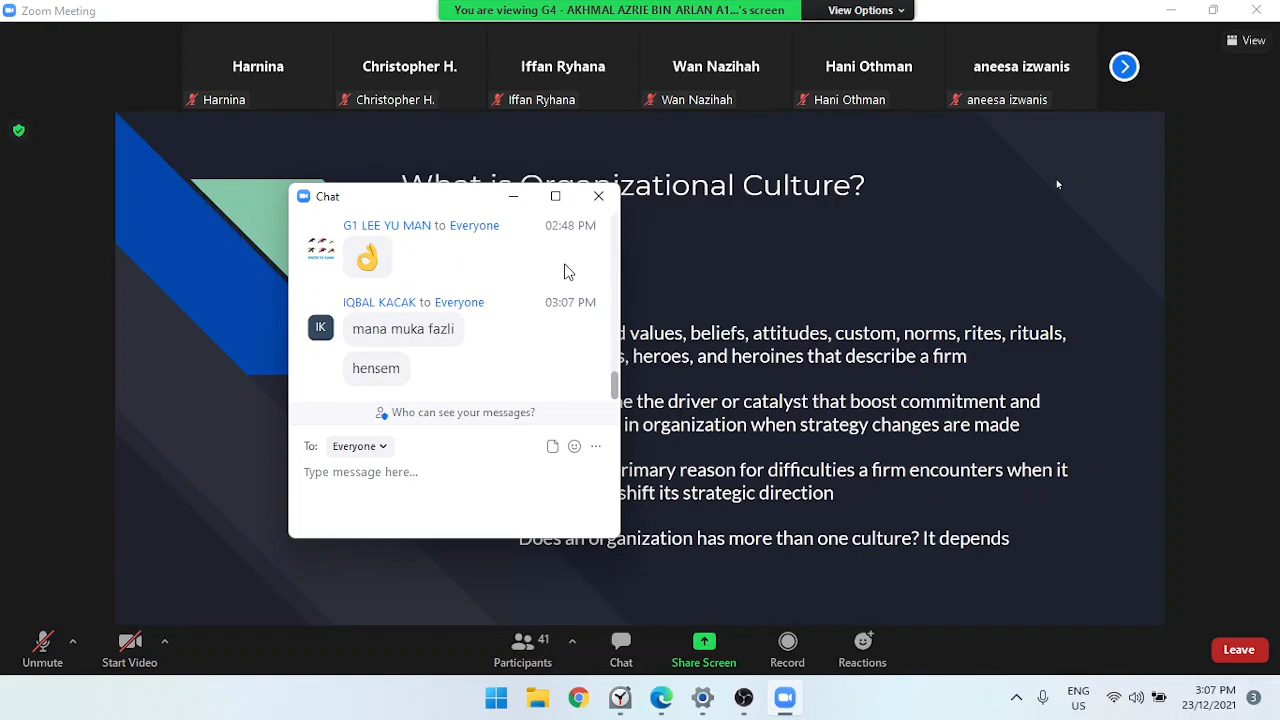 Zoom Meeting
You are viewing G4 - AKHMAL AZRIE BIN ARLAN A1...'s screen
View Options
View
Harnina
Christopher H.
Iffan Ryhana
Wan Nazihah
Hani Othman
aneesa izwanis
Harnina
Christopher H.
Iffan Ryhana
Wan Nazihah
Hani Othman
aneesa izwanis
What is Organizational Culture?
Chat
G1 LEE YU MAN to Everyone 02:48 PM
IQBAL KACAK to Everyone 03:07 PM
IK
mana muka fazli
hensem
Who can see your messages?
To: Everyone
Type message here...
values, beliefs, attitudes, custom, norms, rites, rituals,
heroes, and heroines that describe a firm
the driver or catalyst that boost commitment and
in organization when strategy changes are made
reason for difficulties a firm encounters when it
shift its strategic direction
Does an organization has more than one culture? It depends
Unmute
Start Video
41
Participants
Chat
Share Screen
Record
Reactions
Leave
ENG
US
3:07 PM
23/12/2021
3